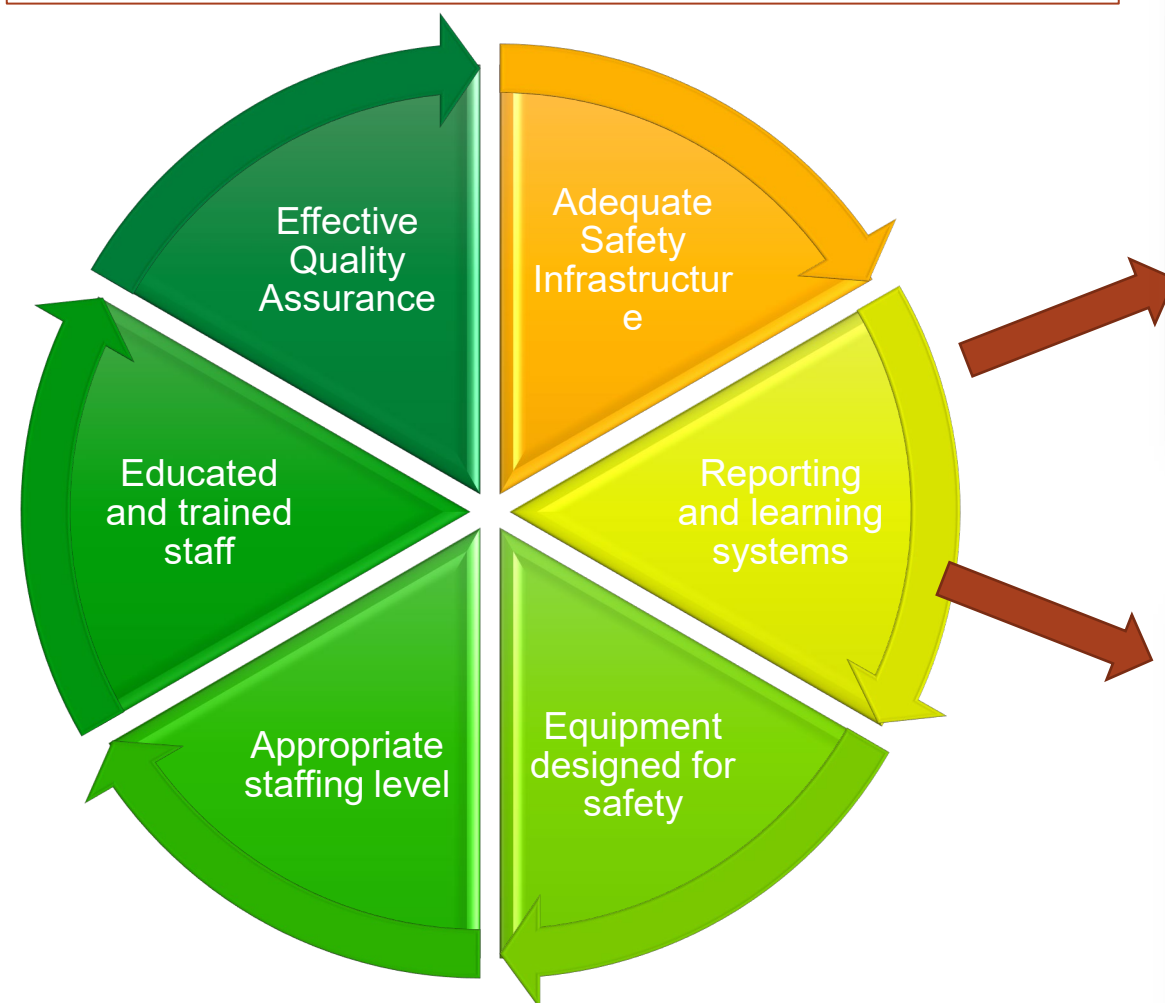 Effective
Quality
Assurance
Adequate
Safety
Infrastructur
e
Reporting
and learning
systems
Equipment
designed for
safety
Appropriate
staffing level
Educated
and trained
staff